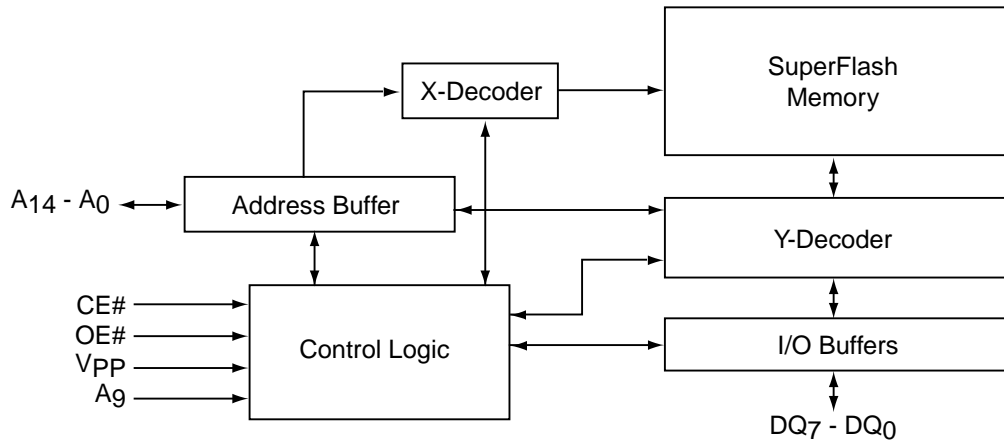 SuperFlash
Memory
X-Decoder
A14 - A0
Address Buffer
Y-Decoder
CE#
OE#
VPP
A9
Control Logic
I/O Buffers
DQ7 - DQ0